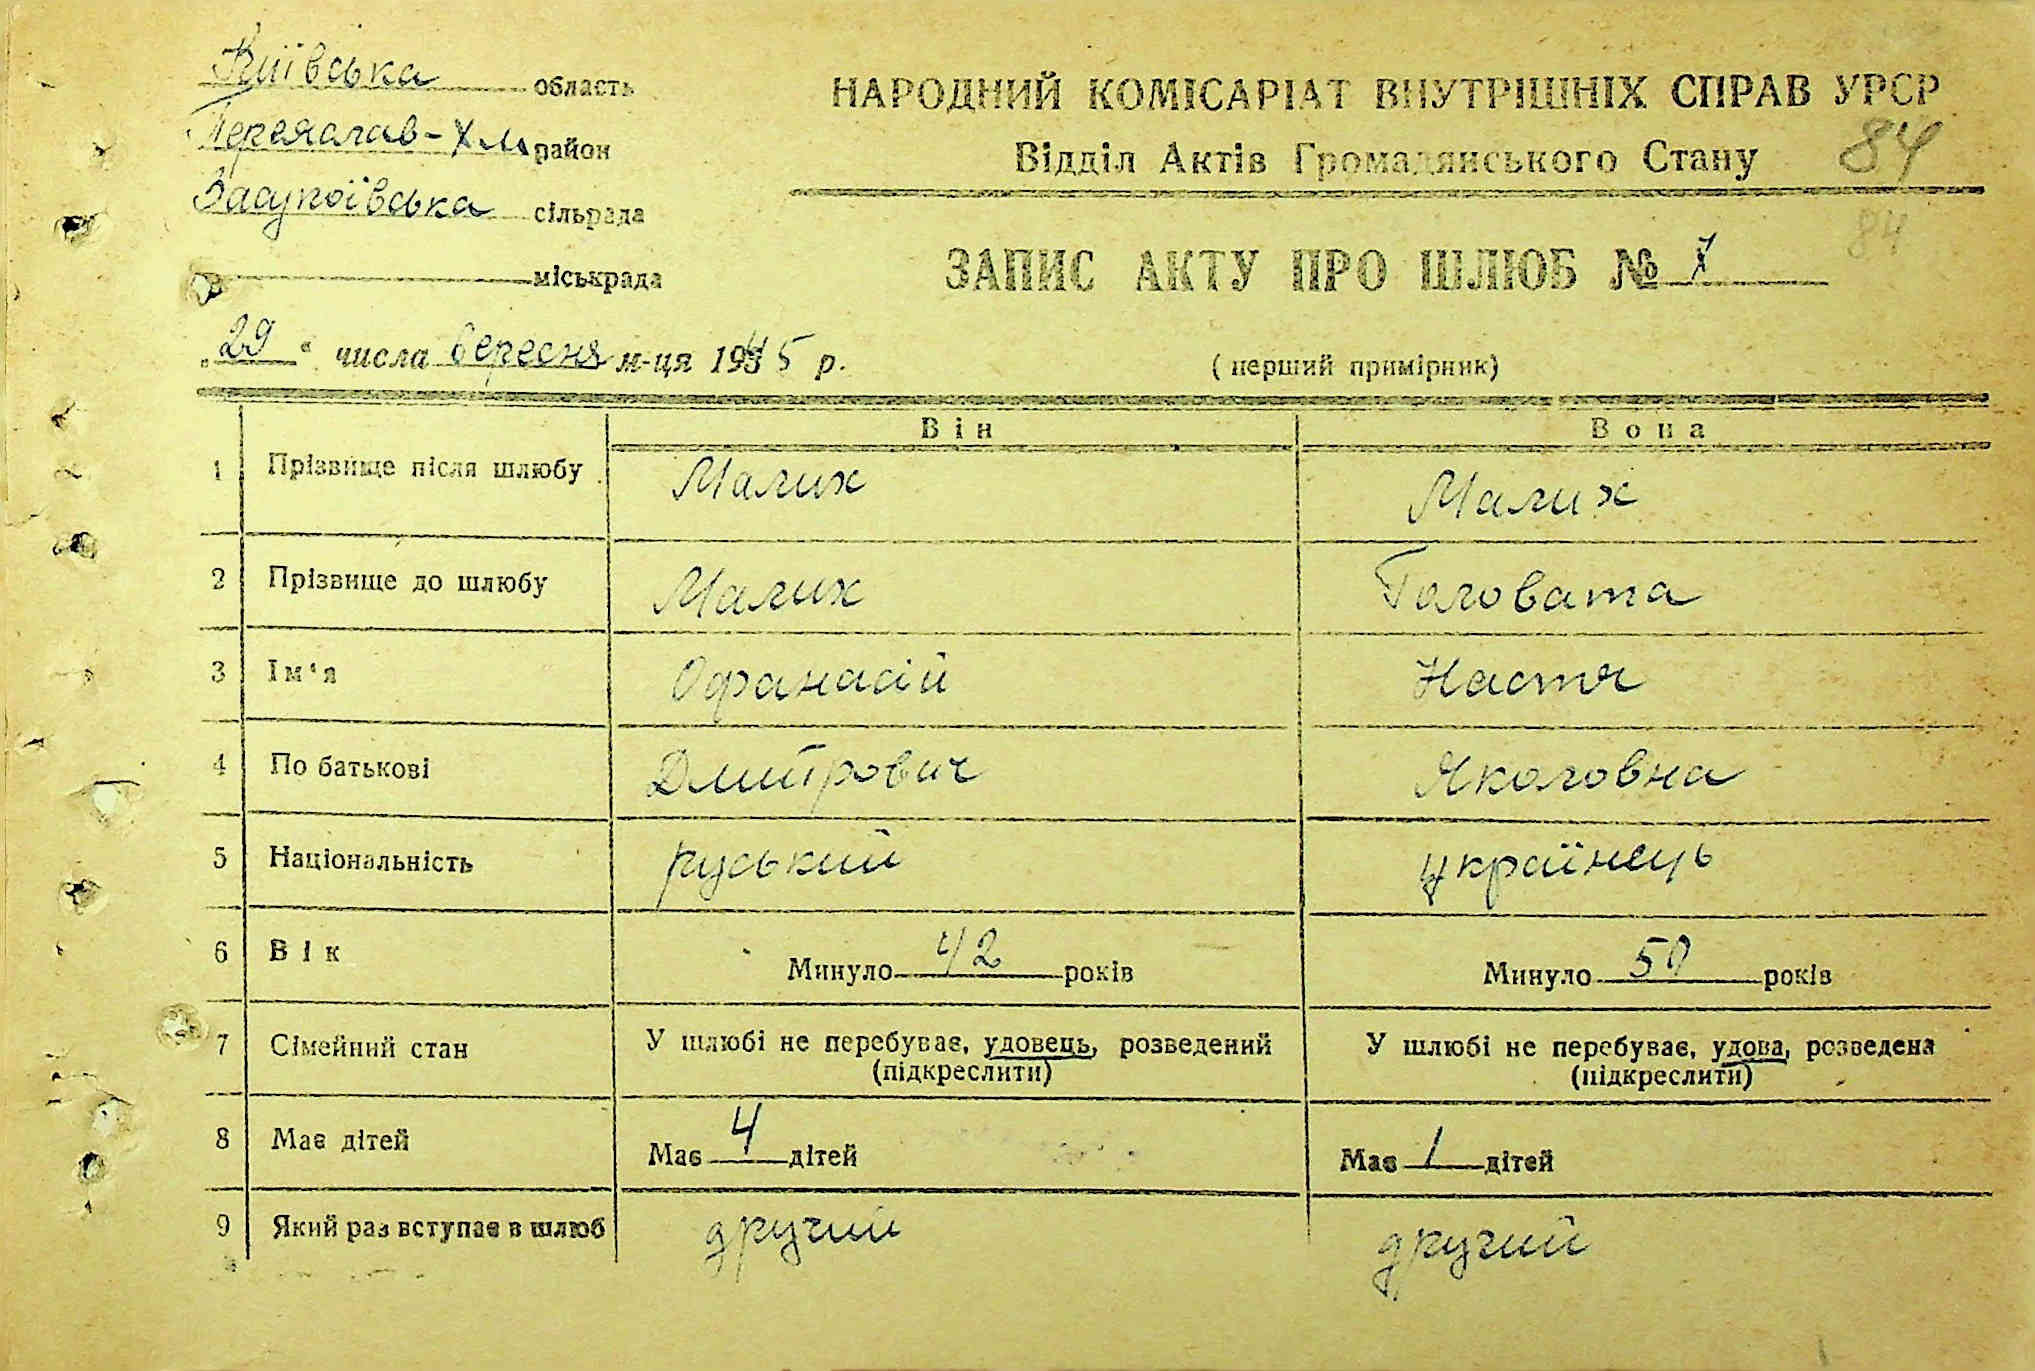 Київська область
Переяслав-Хм район
Засупоївська сільрада
міськрада
НАРОДНИЙ КОМІСАРІАТ ВНУТРІШНІХ СПРАВ УРСР
Відділ Актів Громадянського Стану
84
84
ЗАПИС АКТУ ПРО ШЛЮБ № 7
„29“ числа вересня м-ця 1945 р.
(перший примірник)
Він Вона
1 Прізвище після шлюбу Малих Малих
2 Прізвище до шлюбу Малих Головата
3 Ім‘я Офанасій Настя
4 По батькові Дмитрович Яколовна
5 Національність руський українець
6 Вік Минуло 42 років Минуло 50 років
7 Сімейний стан У шлюбі не перебуває, удовець, розведений (підкреслити) У шлюбі не перебуває, удова, розведена (підкреслити)
8 Має дітей Має 4 дітей Має 1 дітей
9 Який раз вступає в шлюб другий другий